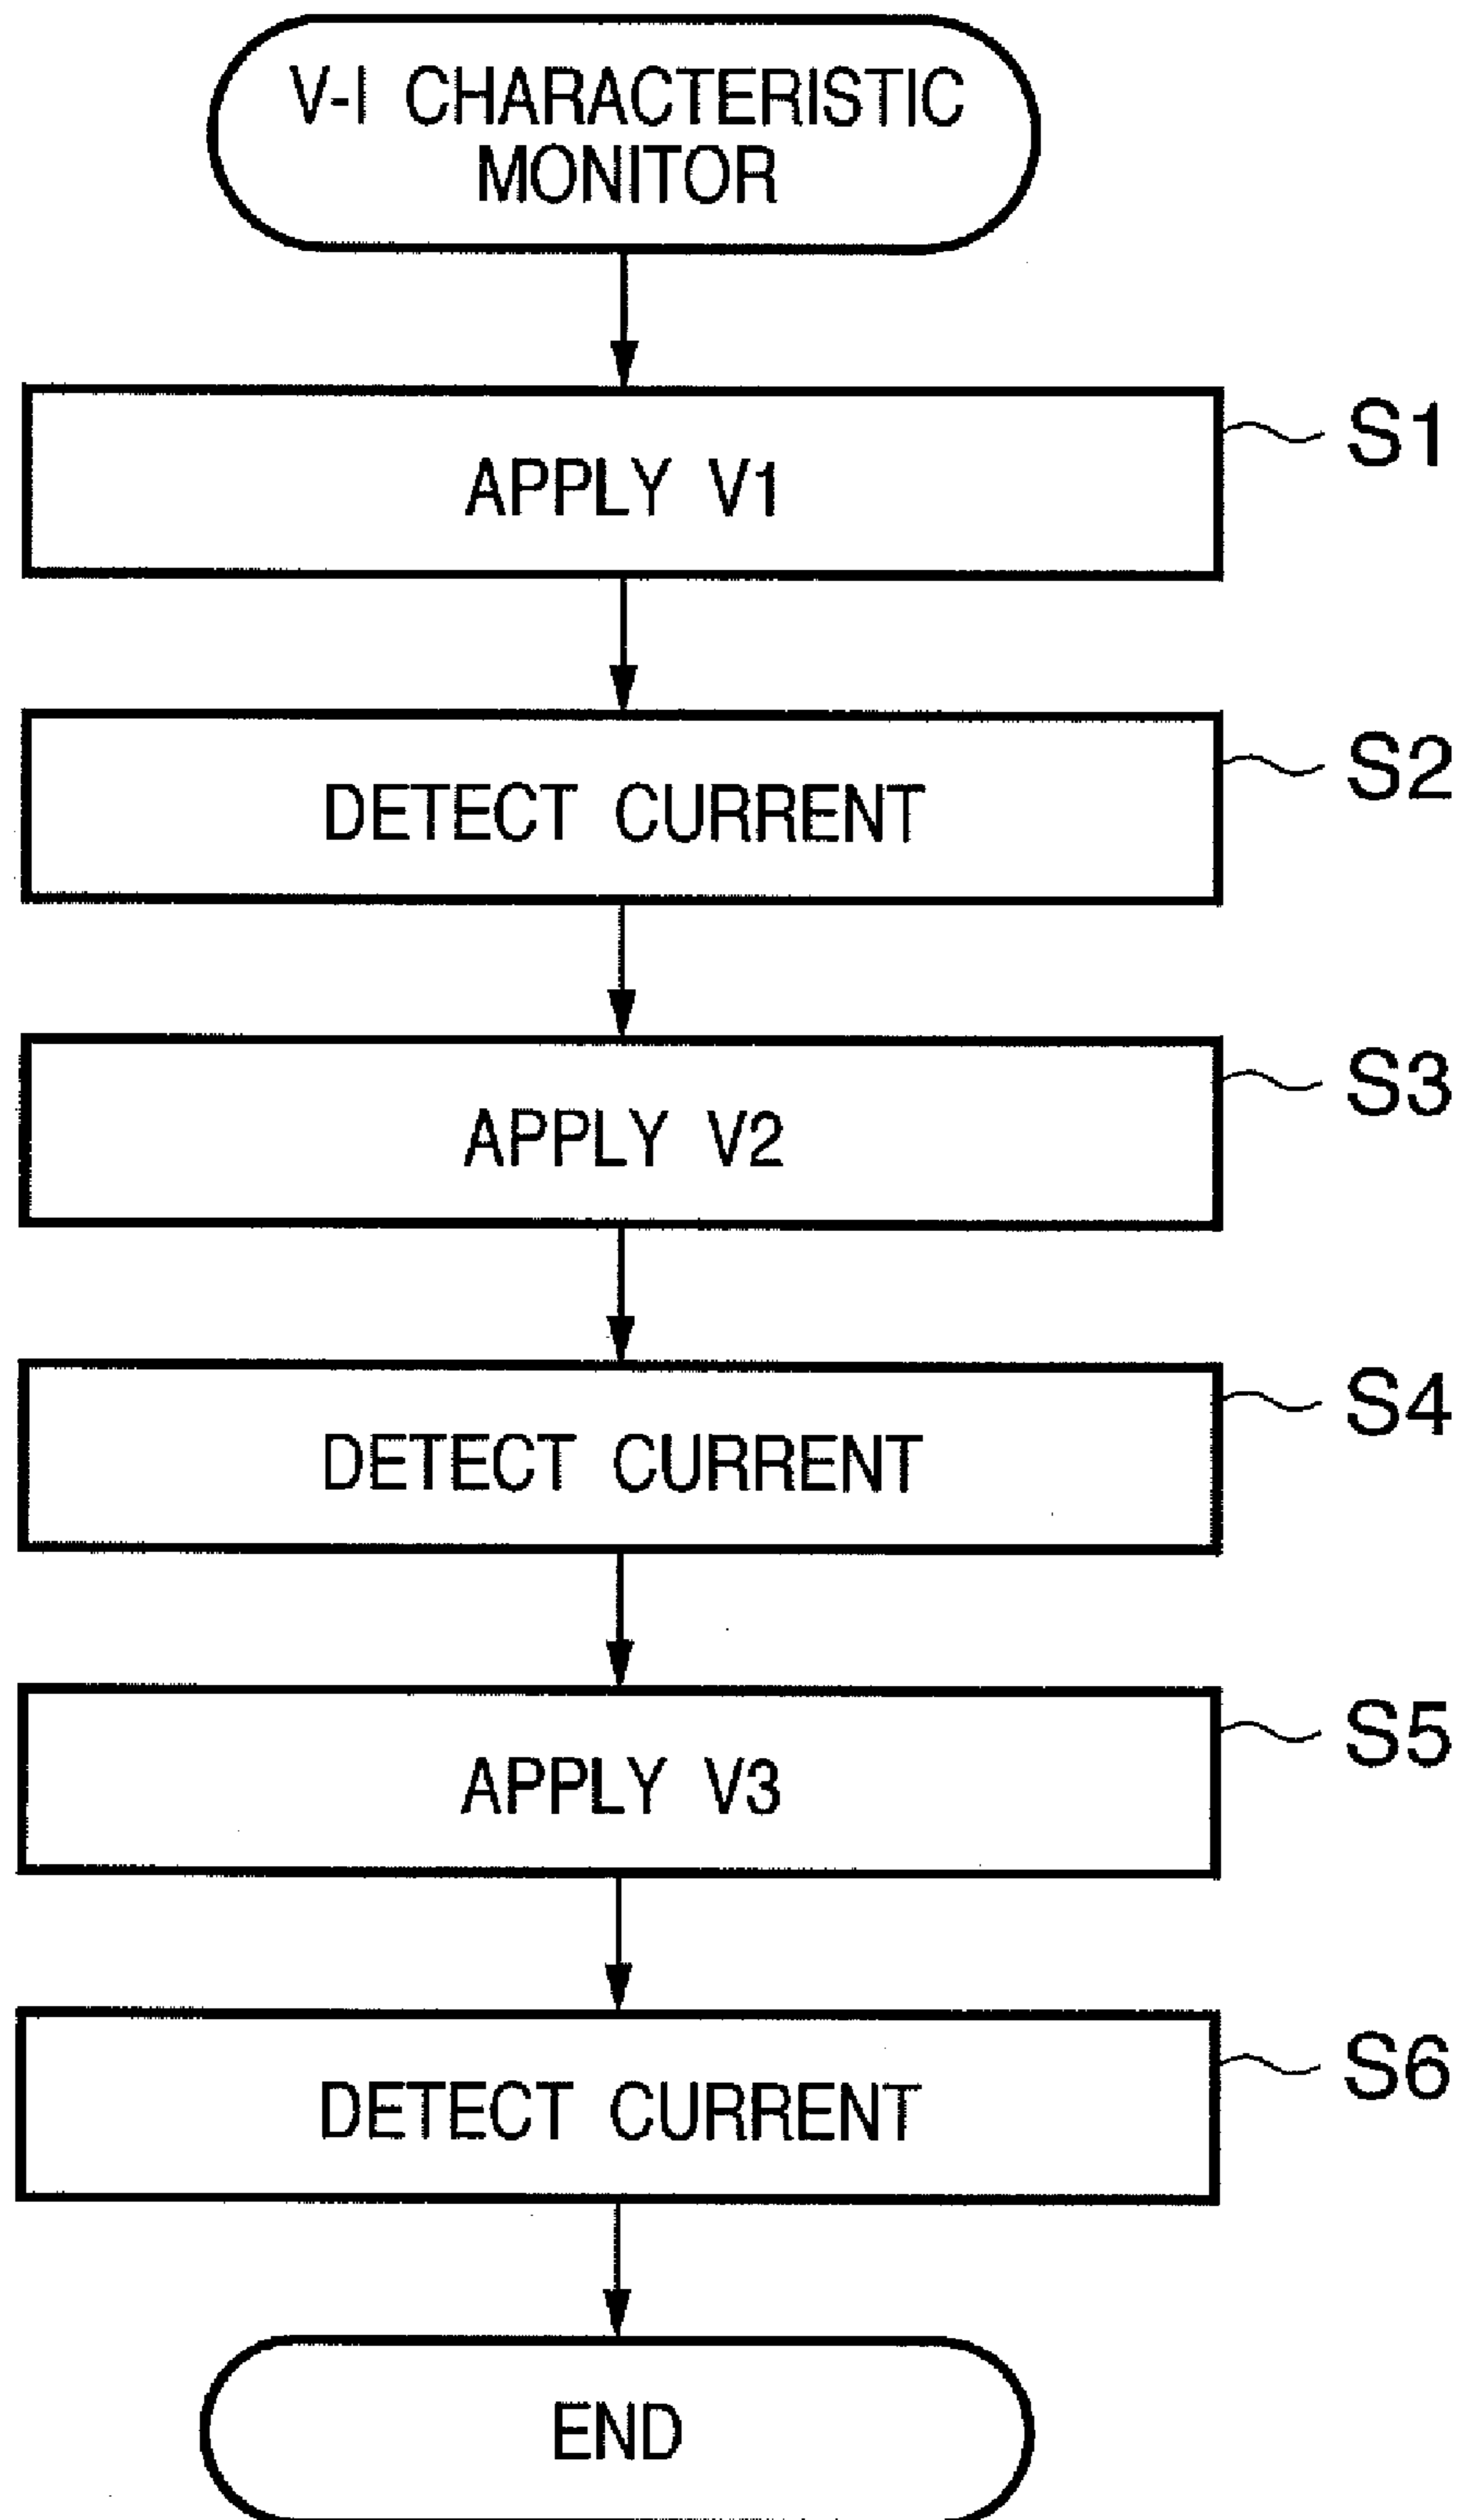 V-I CHARACTERISTIC
MONITOR
APPLY V1
S1
DETECT CURRENT
S2
APPLY V2
S3
DETECT CURRENT
S4
APPLY V3
S5
DETECT CURRENT
S6
END